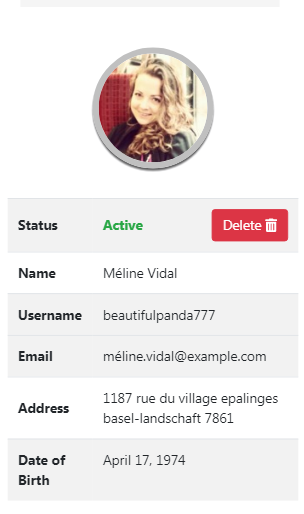 Status Active Delete
Name Méline Vidal
Username beautifulpanda777
Email méline.vidal@example.com
Address 1187 rue du village epalinges
basel-landschaft 7861
Date of April 17, 1974
Birth